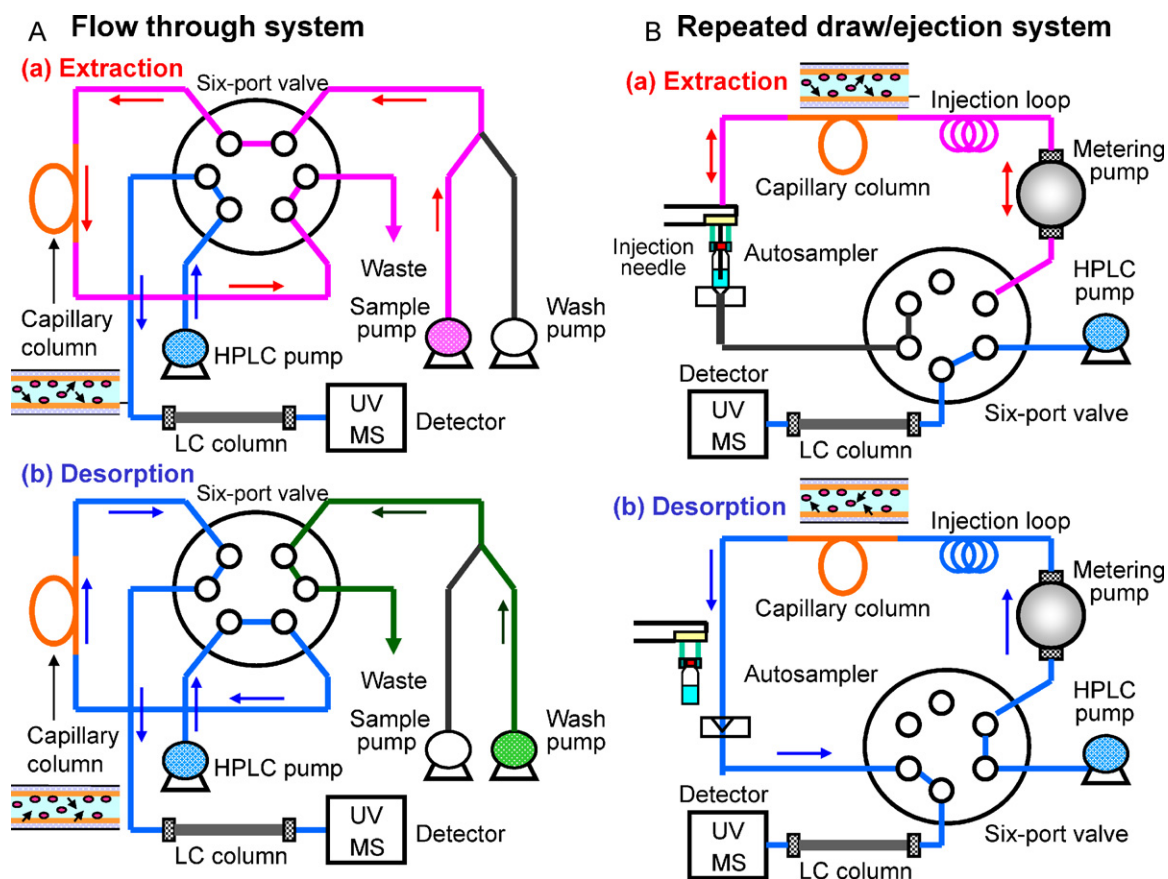 A Flow through system
(a) Extraction
Six-port valve
Waste
Sample
pump
Wash
pump
Capillary
column
HPLC pump
UV
MS
Detector
LC column
(b) Desorption
Six-port valve
Waste
Sample
pump
Wash
pump
Capillary
column
HPLC pump
UV
MS
Detector
LC column
B Repeated draw/ejection system
(a) Extraction
Injection loop
Metering
pump
Capillary column
Injection
needle
Autosampler
HPLC
pump
Detector
UV
MS
LC column
Six-port valve
(b) Desorption
Injection loop
Metering
pump
Capillary column
Autosampler
HPLC
pump
Detector
UV
MS
LC column
Six-port valve